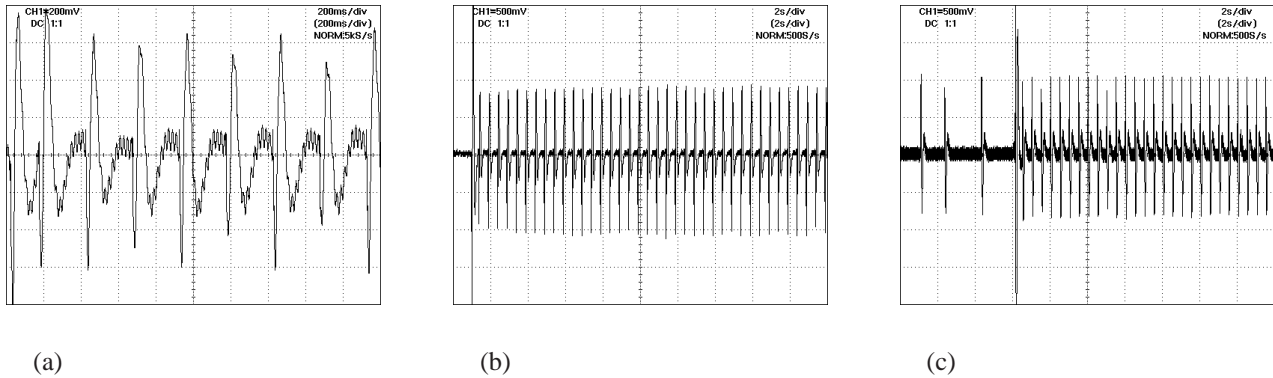 CH1=200mV 200ms/div
DC 1:1 (200ms/div)
NORM:5kS/s
CH1=500mV 2s/div
DC 1:1 (2s/div)
NORM:500S/s
CH1=500mV 2s/div
DC 1:1 (2s/div)
NORM:500S/s
(a) (b) (c)